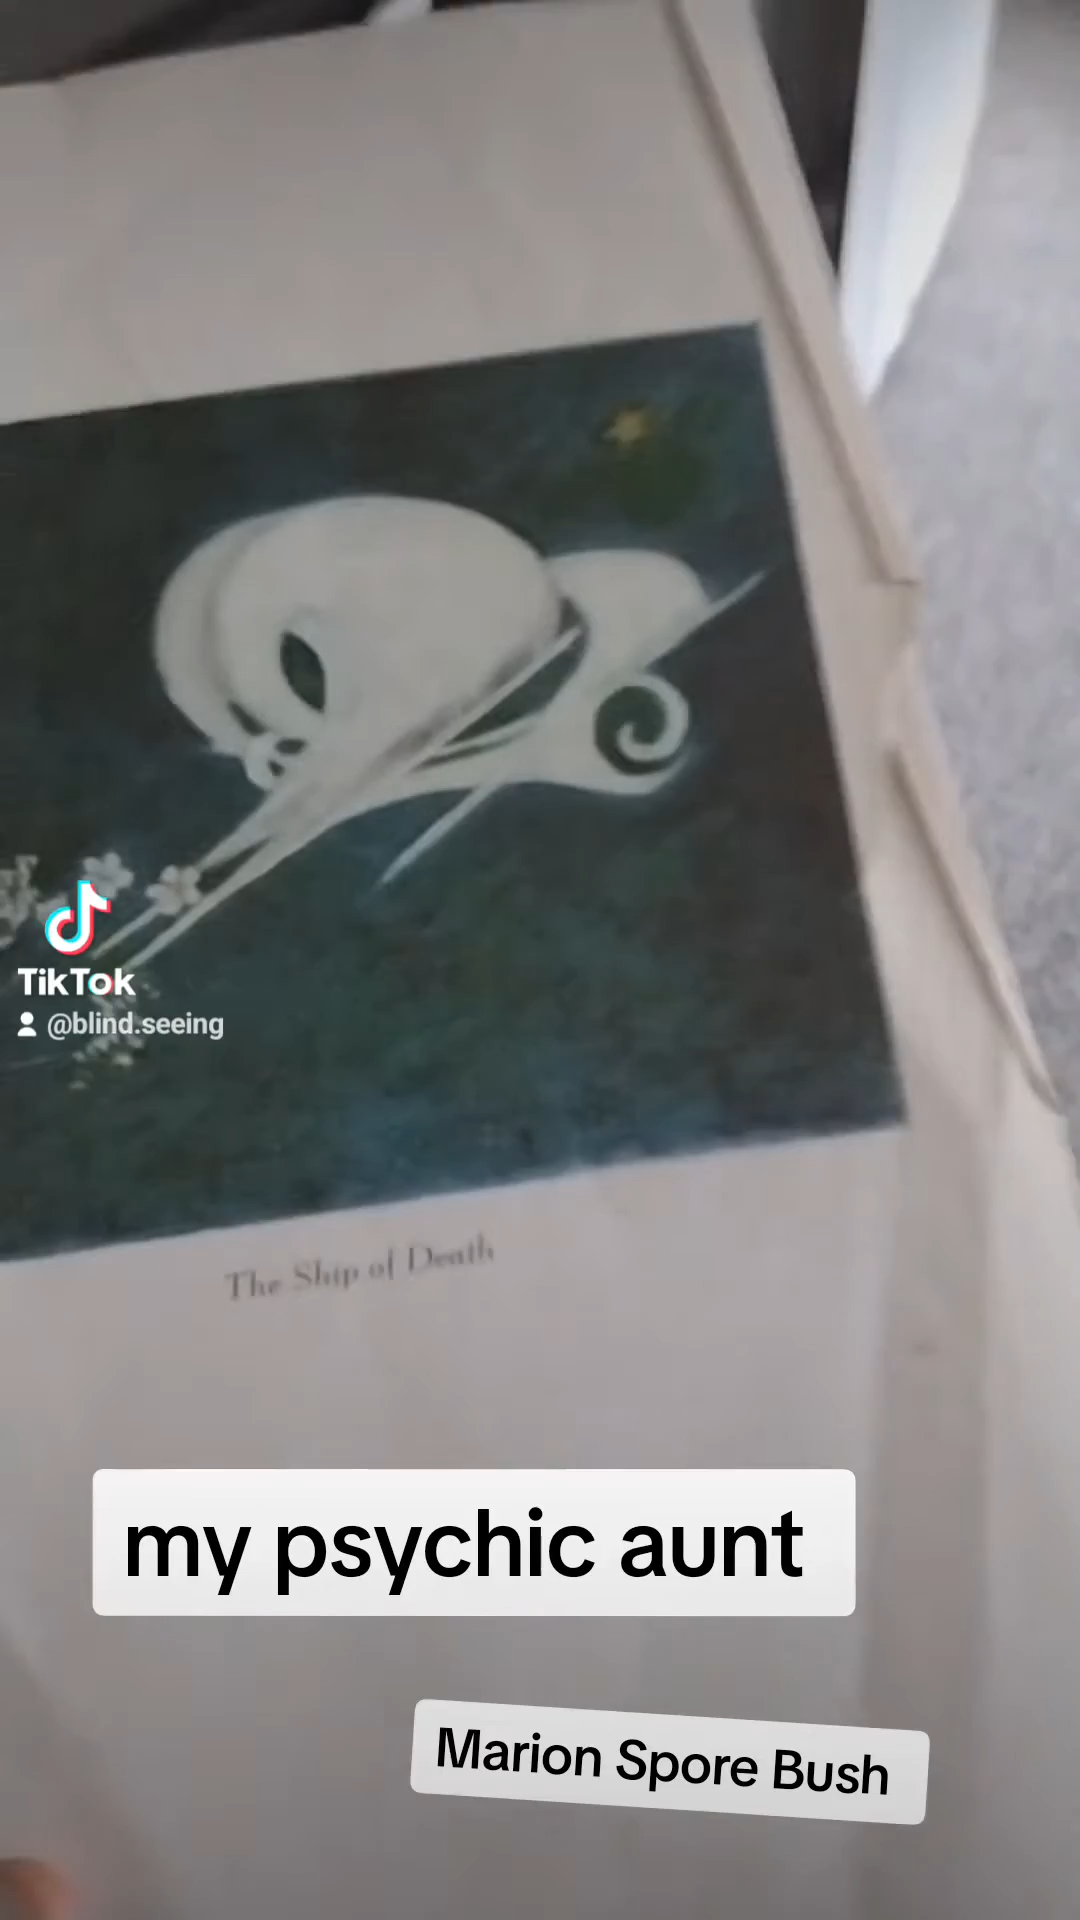 TikTok
@blind.seeing
The Ship of Death
my psychic aunt
Marion Spore Bush